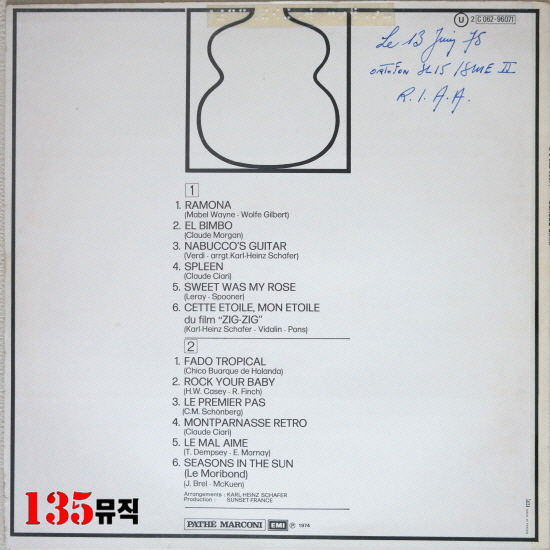 U 2 C 062-96071
Le 13 Juin 78
ORTOFON SL15 / SME II
R.I.A.A.
1
1. RAMONA
(Mabel Wayne - Wolfe Gilbert)
2. EL BIMBO
(Claude Morgan)
3. NABUCCO'S GUITAR
(Verdi - arrgt. Karl-Heinz Schafer)
4. SPLEEN
(Claude Ciari)
5. SWEET WAS MY ROSE
(Leray - Spooner)
6. CETTE ETOILE, MON ETOILE
du film "ZIG-ZIG"
(Karl-Heinz Schafer - Vidalin - Pons)
2
1. FADO TROPICAL
(Chico Buarque de Holanda)
2. ROCK YOUR BABY
(H.W. Casey - R. Finch)
3. LE PREMIER PAS
(C.M. Schönberg)
4. MONTPARNASSE RETRO
(Claude Ciari)
5. LE MAL AIME
(T. Dempsey - E. Marnay)
6. SEASONS IN THE SUN
(Le Moribond)
(J. Brel - McKuen)
Arrangements : KARL-HEINZ SCHAFER
Production : SUNSET-FRANCE
PATHE MARCONI EMI ℗ 1974
135뮤직